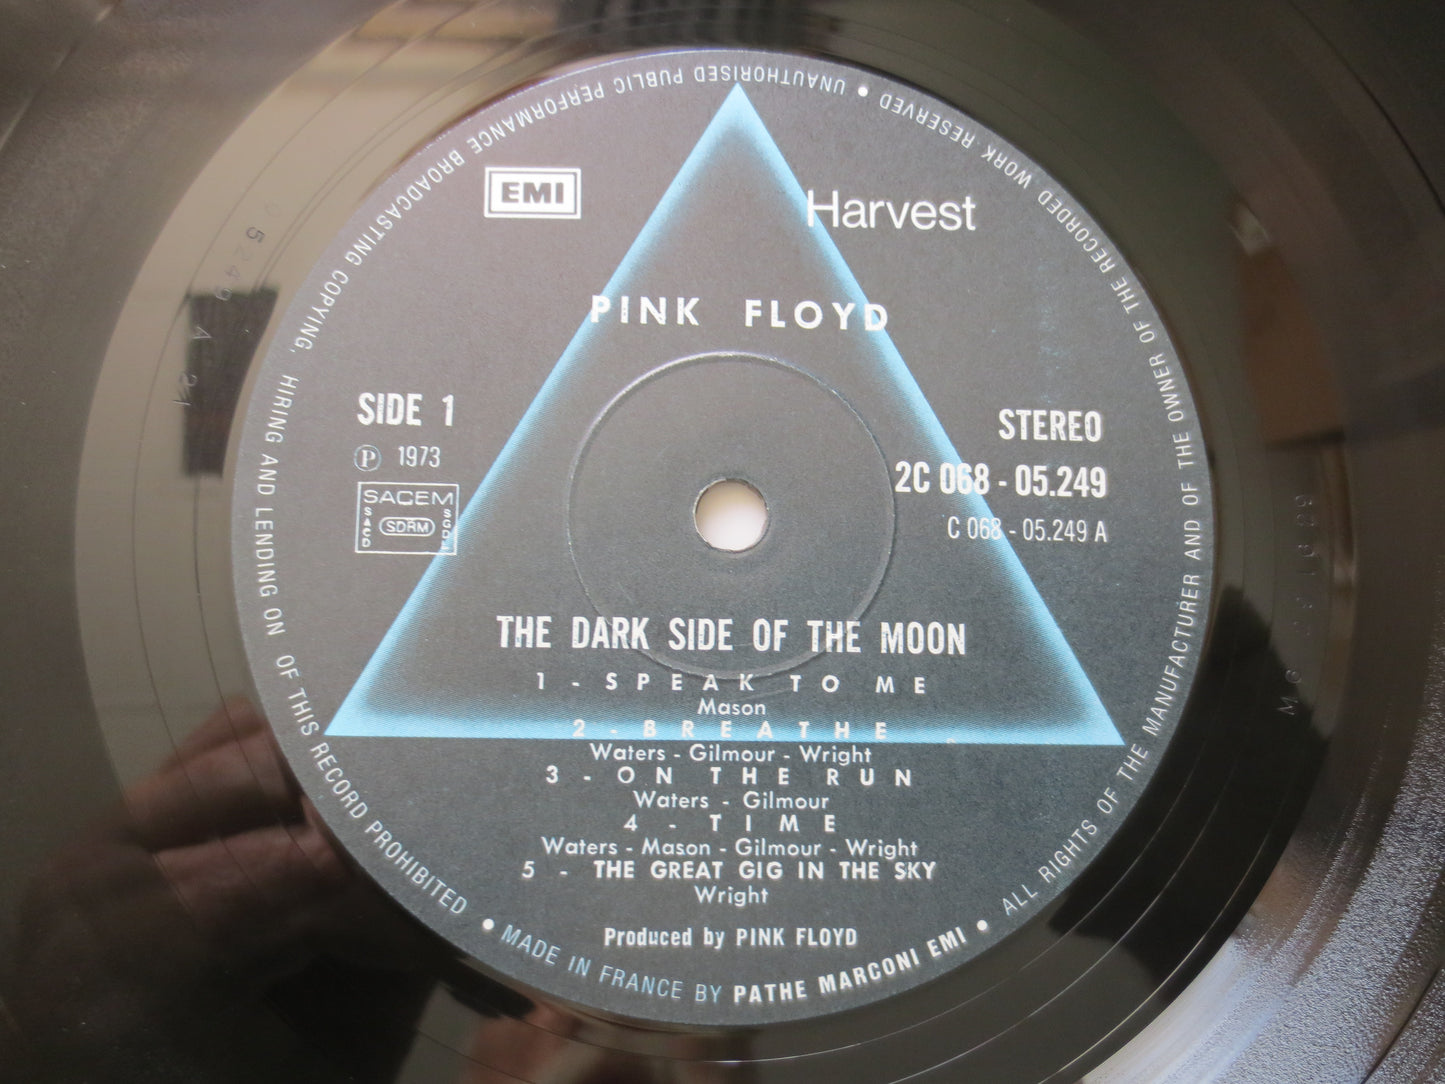 EMI
Harvest
PINK FLOYD
SIDE 1
Ⓟ 1973
SACEM
SACD
SDRM
STEREO
2C 068 - 05.249
C 068 - 05.249 A
THE DARK SIDE OF THE MOON
1 - SPEAK TO ME
Mason
2 - BREATHE
Waters - Gilmour - Wright
3 - ON THE RUN
Waters - Gilmour
4 - TIME
Waters - Mason - Gilmour - Wright
5 - THE GREAT GIG IN THE SKY
Wright
Produced by PINK FLOYD
• MADE IN FRANCE BY PATHE MARCONI EMI •
ALL RIGHTS OF THE MANUFACTURER AND OF THE OWNER OF THE RECORDED WORK RESERVED • UNAUTHORISED PUBLIC PERFORMANCE BROADCASTING COPYING, HIRING AND LENDING ON OF THIS RECORD PROHIBITED